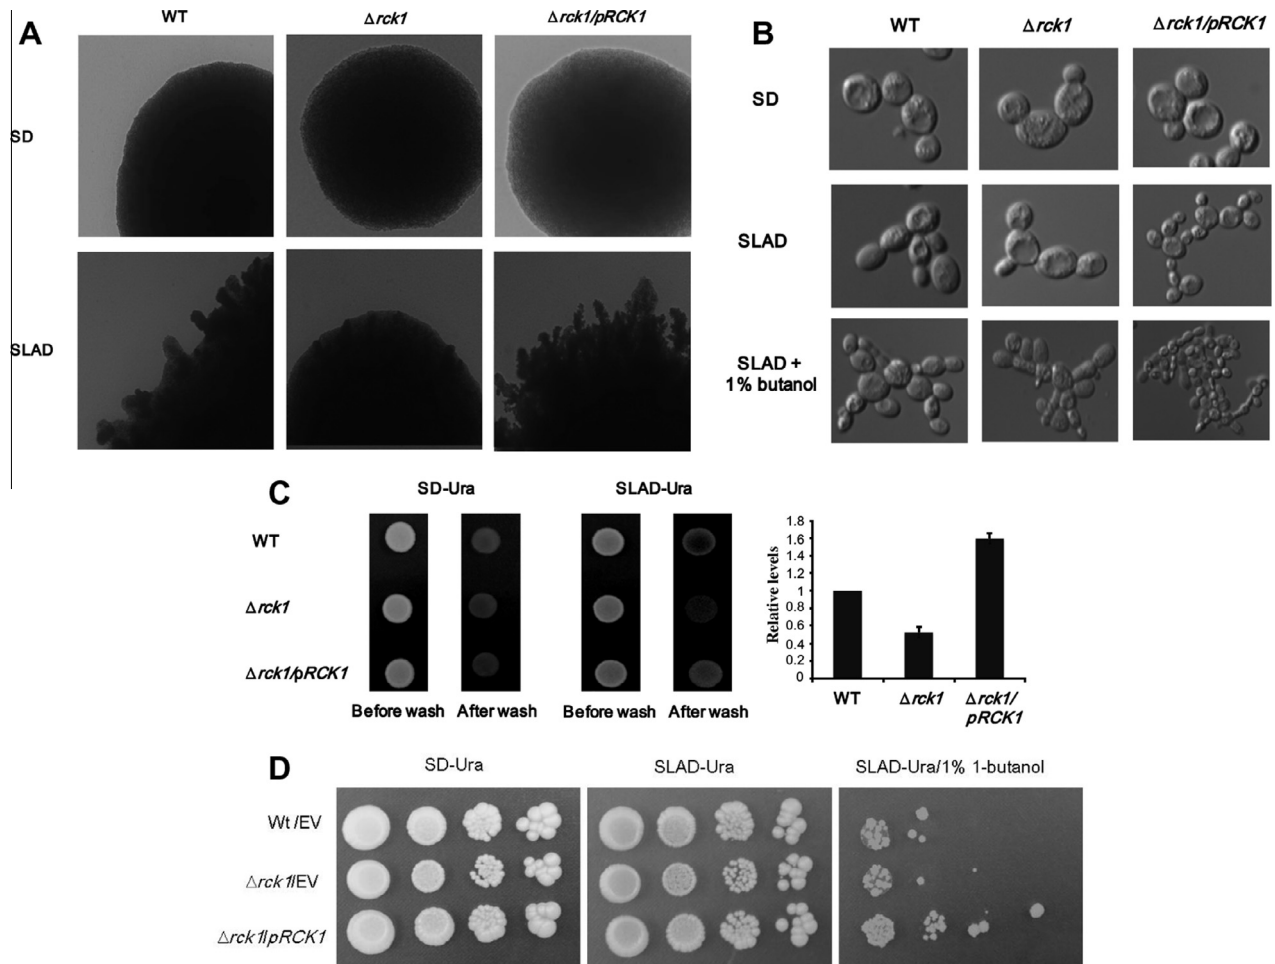 A
WT
Δrck1
Δrck1/pRCK1
SD
SLAD
B
WT
Δrck1
Δrck1/pRCK1
SD
SLAD
SLAD +
1% butanol
C
SD-Ura
SLAD-Ura
WT
Δrck1
Δrck1/pRCK1
Before wash
After wash
Before wash
After wash
Relative levels
1.8
1.6
1.4
1.2
1
0.8
0.6
0.4
0.2
0
WT
Δrck1
Δrck1/
pRCK1
D
SD-Ura
SLAD-Ura
SLAD-Ura/1% 1-butanol
Wt /EV
Δrck1/EV
Δrck1/pRCK1